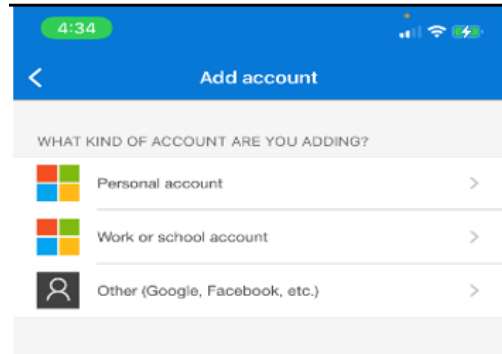 4:34
Add account
WHAT KIND OF ACCOUNT ARE YOU ADDING?
Personal account
Work or school account
Other (Google, Facebook, etc.)